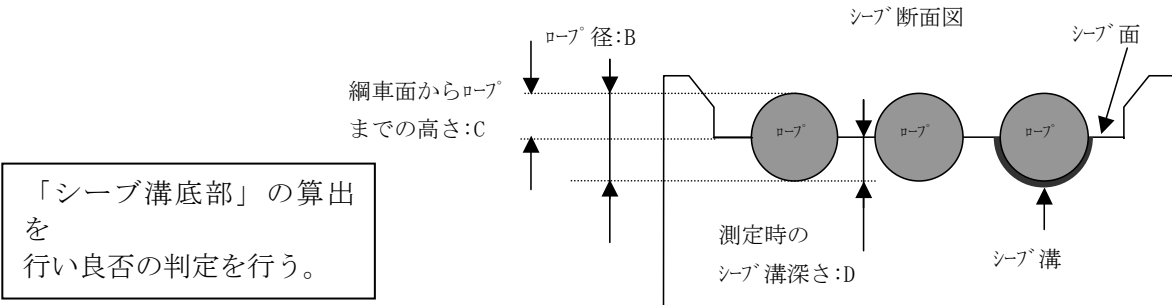 シーブ断面図
ロープ径:B
シーブ面
綱車面からロープ
までの高さ:C
ロープ
ロープ
ロープ
「シーブ溝底部」の算出
を
行い良否の判定を行う。
測定時の
シーブ溝深さ:D
シーブ溝